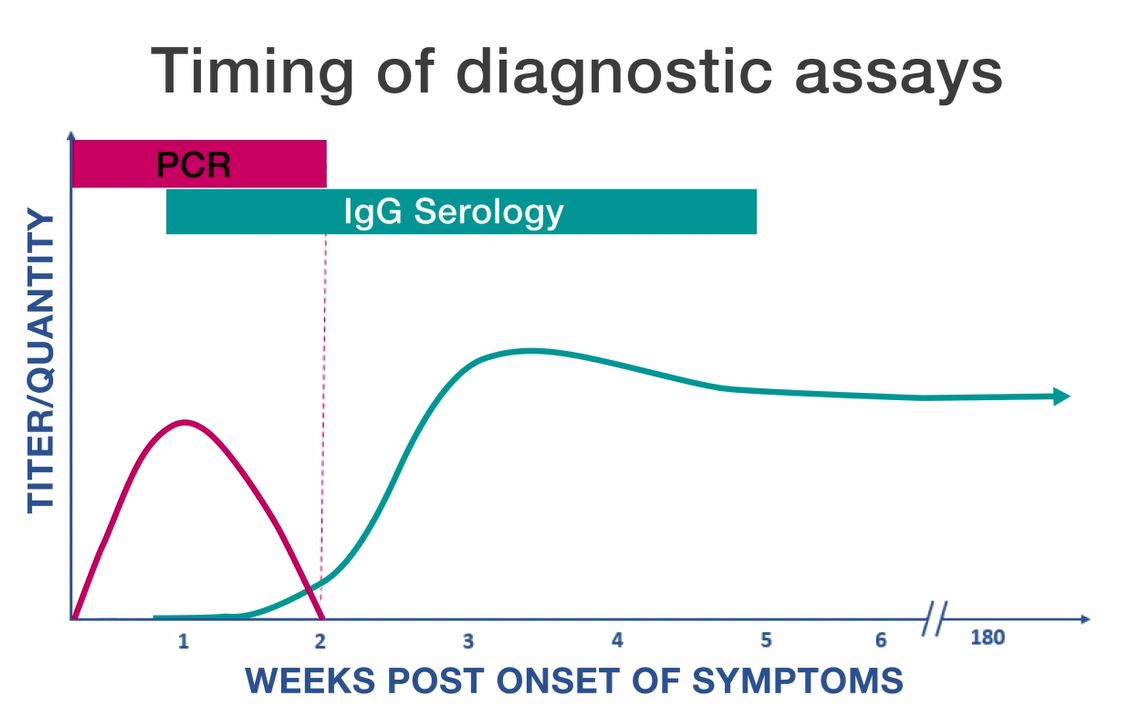 Timing of diagnostic assays
PCR
IgG Serology
TITER/QUANTITY
1 2 3 4 5 6 180
WEEKS POST ONSET OF SYMPTOMS